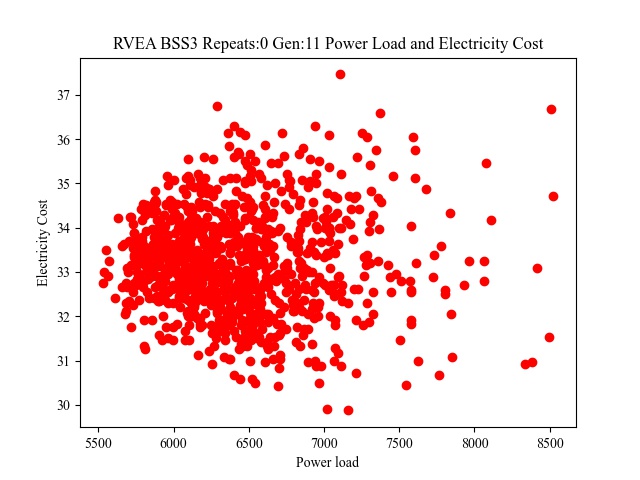 RVEA BSS3 Repeats:0 Gen:11 Power Load and Electricity Cost
37
36
35
34
33
32
31
30
Electricity Cost
5500 6000 6500 7000 7500 8000 8500
Power load